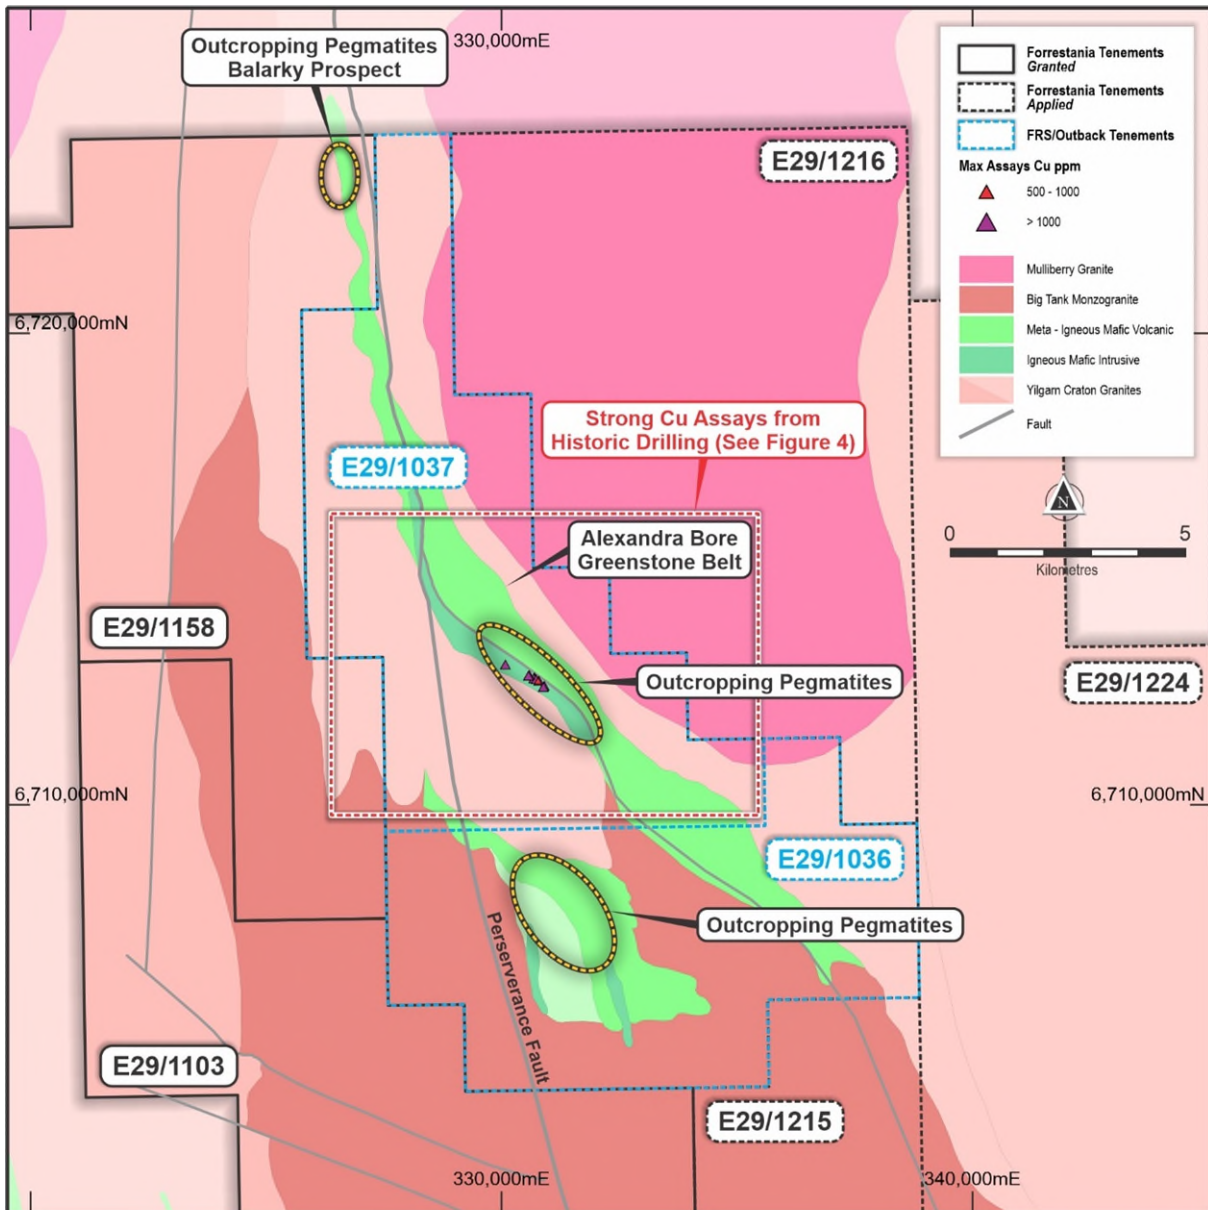 330,000mE
Outcropping Pegmatites
Balarky Prospect
Forrestania Tenements
Granted
Forrestania Tenements
Applied
FRS/Outback Tenements
Max Assays Cu ppm
500 - 1000
> 1000
Mulliberry Granite
Big Tank Monzogranite
Meta - Igneous Mafic Volcanic
Igneous Mafic Intrusive
Yilgarn Craton Granites
Fault
E29/1216
6,720,000mN
Strong Cu Assays from
Historic Drilling (See Figure 4)
E29/1037
N
0
5
Kilometres
Alexandra Bore
Greenstone Belt
E29/1158
Outcropping Pegmatites
E29/1224
6,710,000mN
6,710,000mN
E29/1036
Outcropping Pegmatites
Perserverance Fault
E29/1103
E29/1215
330,000mE
340,000mE